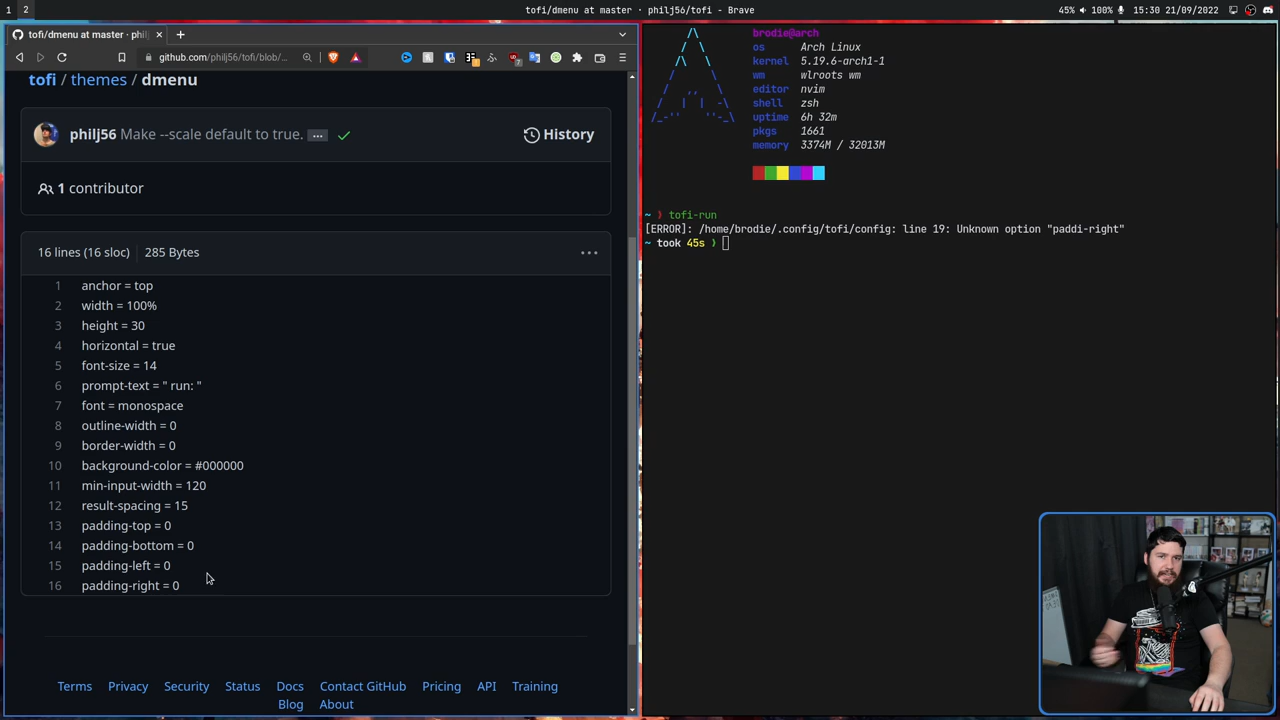 1 2 tofi/dmenu at master · philj56/tofi - Brave 45% 100% 15:30 21/09/2022
tofi/dmenu at master · phil
github.com/philj56/tofi/blob/...
tofi / themes / dmenu
philj56 Make --scale default to true. ... History
1 contributor
16 lines (16 sloc) 285 Bytes
1 anchor = top
2 width = 100%
3 height = 30
4 horizontal = true
5 font-size = 14
6 prompt-text = " run: "
7 font = monospace
8 outline-width = 0
9 border-width = 0
10 background-color = #000000
11 min-input-width = 120
12 result-spacing = 15
13 padding-top = 0
14 padding-bottom = 0
15 padding-left = 0
16 padding-right = 0
Terms Privacy Security Status Docs Contact GitHub Pricing API Training
Blog About
brodie@arch
os Arch Linux
kernel 5.19.6-arch1-1
wm wlroots wm
editor nvim
shell zsh
uptime 6h 32m
pkgs 1661
memory 3374M / 32013M
~ ❯ tofi-run
[ERROR]: /home/brodie/.config/tofi/config: line 19: Unknown option "paddi-right"
~ took 45s ❯